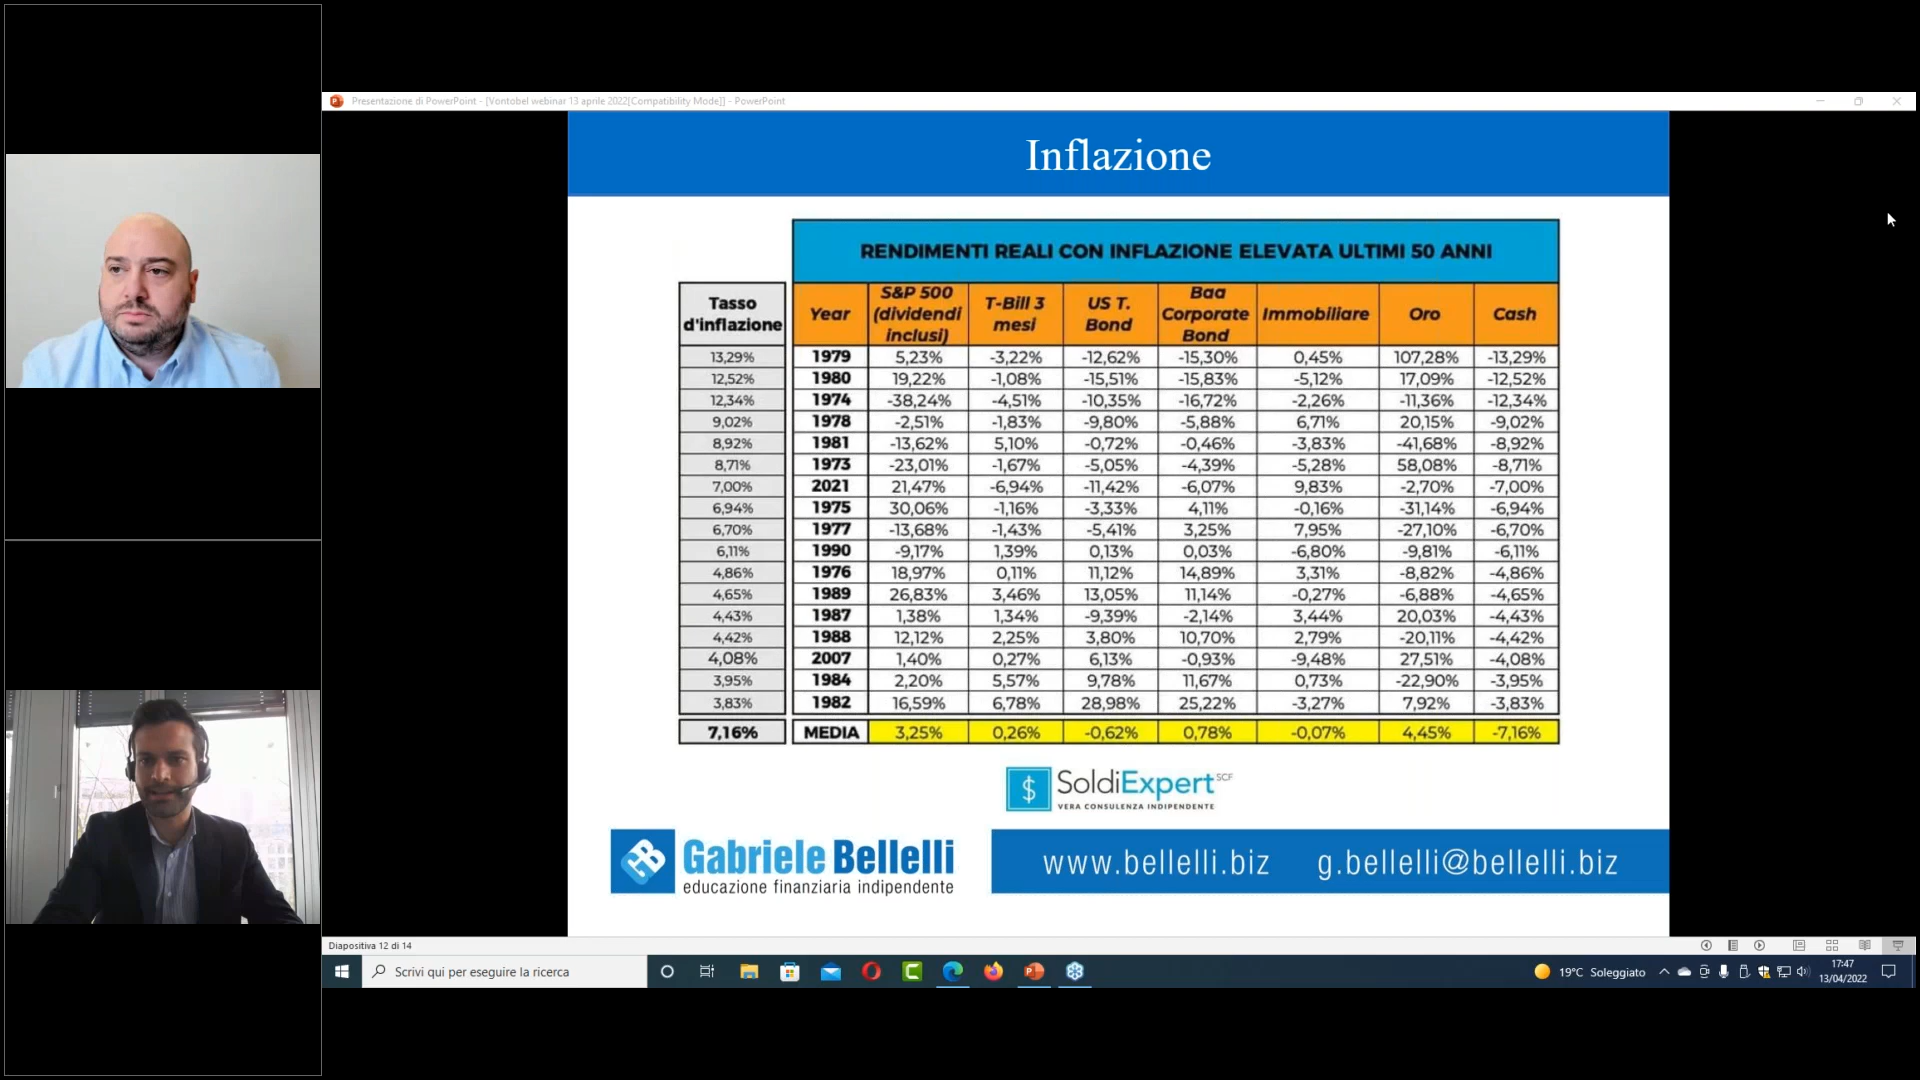 Presentazione di PowerPoint - [Vontobel webinar 13 aprile 2022[Compatibility Mode]] - PowerPoint
Inflazione
RENDIMENTI REALI CON INFLAZIONE ELEVATA ULTIMI 50 ANNI
Tasso d'inflazione Year S&P 500 (dividendi inclusi) T-Bill 3 mesi US T. Bond Baa Corporate Bond Immobiliare Oro Cash
13,29% 1979 5,23% -3,22% -12,62% -15,30% 0,45% 107,28% -13,29%
12,52% 1980 19,22% -1,08% -15,51% -15,83% -5,12% 17,09% -12,52%
12,34% 1974 -38,24% -4,51% -10,35% -16,72% -2,26% -11,36% -12,34%
9,02% 1978 -2,51% -1,83% -9,80% -5,88% 6,71% 20,15% -9,02%
8,92% 1981 -13,62% 5,10% -0,72% -0,46% -3,83% -41,68% -8,92%
8,71% 1973 -23,01% -1,67% -5,05% -4,39% -5,28% 58,08% -8,71%
7,00% 2021 21,47% -6,94% -11,42% -6,07% 9,83% -2,70% -7,00%
6,94% 1975 30,06% -1,16% -3,33% 4,11% -0,16% -31,14% -6,94%
6,70% 1977 -13,68% -1,43% -5,41% 3,25% 7,95% -27,10% -6,70%
6,11% 1990 -9,17% 1,39% 0,13% 0,03% -6,80% -9,81% -6,11%
4,86% 1976 18,97% 0,11% 11,12% 14,89% 3,31% -8,82% -4,86%
4,65% 1989 26,83% 3,46% 13,05% 11,14% -0,27% -6,88% -4,65%
4,43% 1987 1,38% 1,34% -9,39% -2,14% 3,44% 20,03% -4,43%
4,42% 1988 12,12% 2,25% 3,80% 10,70% 2,79% -20,11% -4,42%
4,08% 2007 1,40% 0,27% 6,13% -0,93% -9,48% 27,51% -4,08%
3,95% 1984 2,20% 5,57% 9,78% 11,67% 0,73% -22,90% -3,95%
3,83% 1982 16,59% 6,78% 28,98% 25,22% -3,27% 7,92% -3,83%
7,16% MEDIA 3,25% 0,26% -0,62% 0,78% -0,07% 4,45% -7,16%
$ SoldiExpert SCF
VERA CONSULENZA INDIPENDENTE
Gabriele Bellelli
educazione finanziaria indipendente
www.bellelli.biz g.bellelli@bellelli.biz
Diapositiva 12 di 14
Scrivi qui per eseguire la ricerca
19°C Soleggiato
17:47
13/04/2022